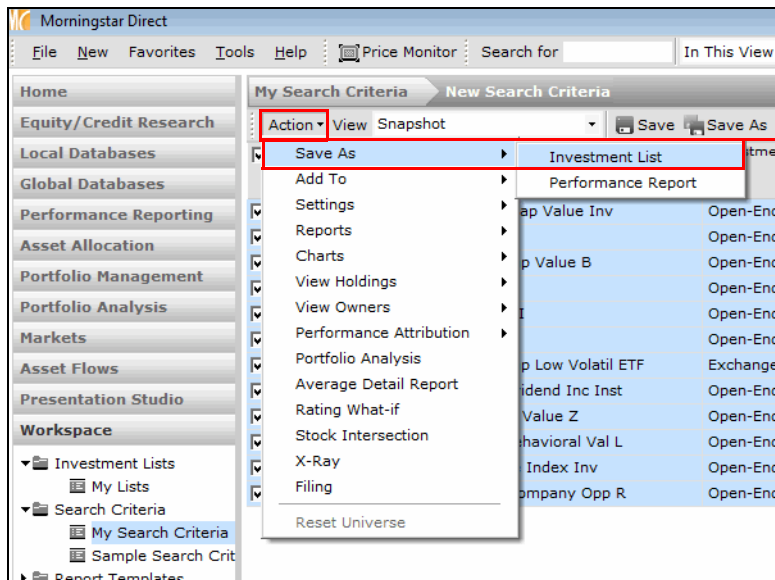 Morningstar Direct
File New Favorites Tools Help Price Monitor Search for In This View
Home
Equity/Credit Research
Local Databases
Global Databases
Performance Reporting
Asset Allocation
Portfolio Management
Portfolio Analysis
Markets
Asset Flows
Presentation Studio
Workspace
Investment Lists
My Lists
Search Criteria
My Search Criteria
Sample Search Crit
Report Templates
My Search Criteria New Search Criteria
Action View Snapshot Save Save As
Save As
Add To
Settings
Reports
Charts
View Holdings
View Owners
Performance Attribution
Portfolio Analysis
Average Detail Report
Rating What-if
Stock Intersection
X-Ray
Filing
Reset Universe
Investment List
Performance Report
ap Value Inv Open-End
Open-End
p Value B Open-End
Open-End
I Open-End
Open-End
p Low Volatil ETF Exchange
idend Inc Inst Open-End
Value Z Open-End
ehavioral Val L Open-End
Index Inv Open-End
ompany Opp R Open-End